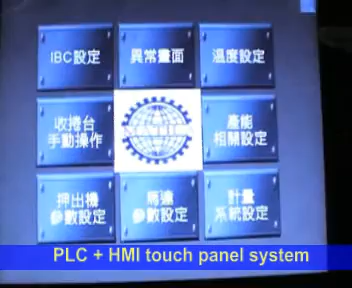 IBC設定
異常畫面
溫度設定
收捲台
手動操作
產能
相關設定
押出機
參數設定
馬達
參數設定
計量
系統設定
PLC + HMI touch panel system